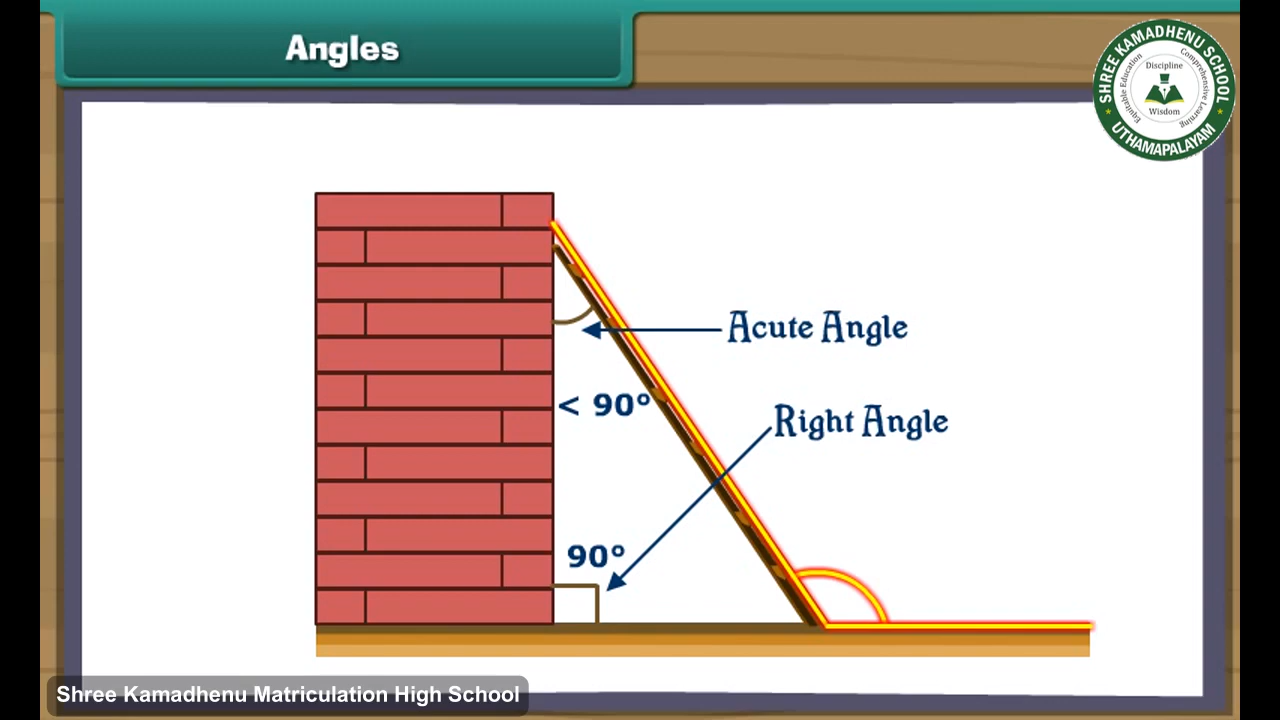 Angles
SHREE KAMADHENU SCHOOL
Equitable Education
Discipline
Comprehensive Learning
Wisdom
UTHAMAPALAYAM
Acute Angle
< 90°
Right Angle
90°
Shree Kamadhenu Matriculation High School